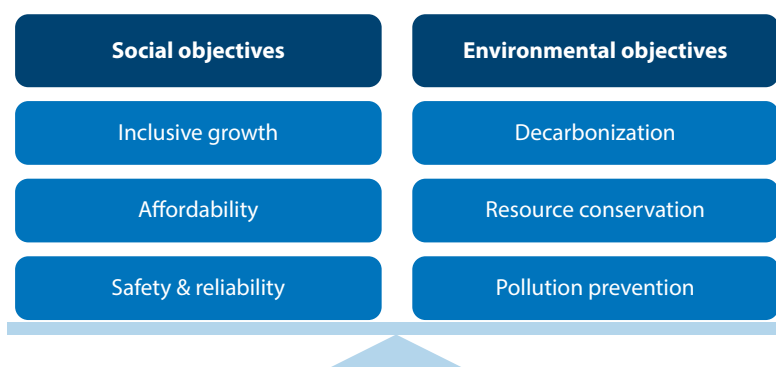 Social objectives
Environmental objectives
Inclusive growth
Decarbonization
Affordability
Resource conservation
Safety & reliability
Pollution prevention